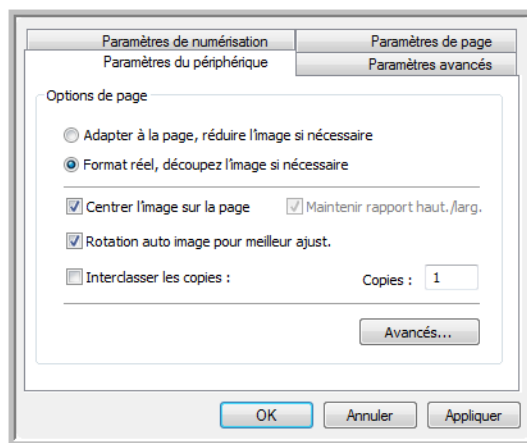 Paramètres de numérisation
Paramètres de page
Paramètres du périphérique
Paramètres avancés
Options de page
Adapter à la page, réduire l'image si nécessaire
Format réel, découpez l'image si nécessaire
Centrer l'image sur la page
Maintenir rapport haut./larg.
Rotation auto image pour meilleur ajust.
Interclasser les copies :
Copies : 1
Avancés...
OK
Annuler
Appliquer